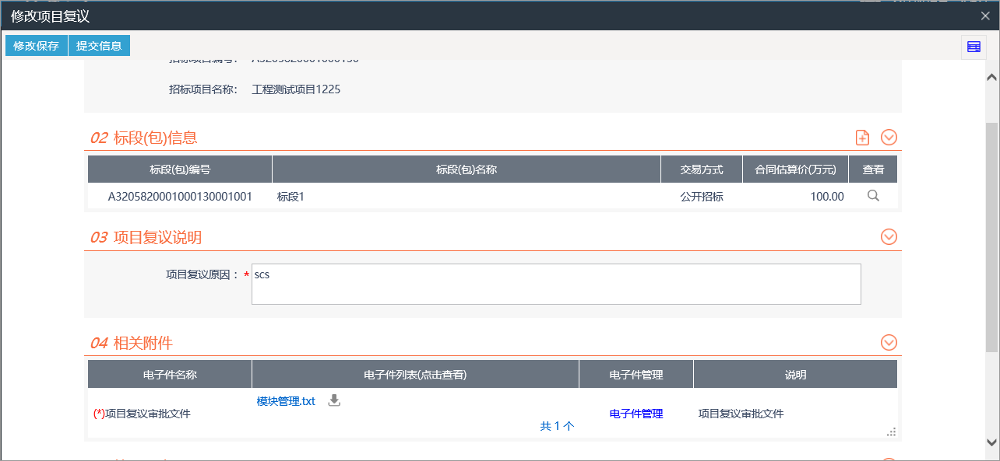 修改项目复议
修改保存 提交信息
招标项目名称： 工程测试项目1225
02 标段(包)信息
标段(包)编号 标段(包)名称 交易方式 合同估算价(万元) 查看
A3205820001000130001001 标段1 公开招标 100.00
03 项目复议说明
项目复议原因： * scs
04 相关附件
电子件名称 电子件列表(点击查看) 电子件管理 说明
模块管理.txt
(*)项目复议审批文件 电子件管理 项目复议审批文件
共 1 个